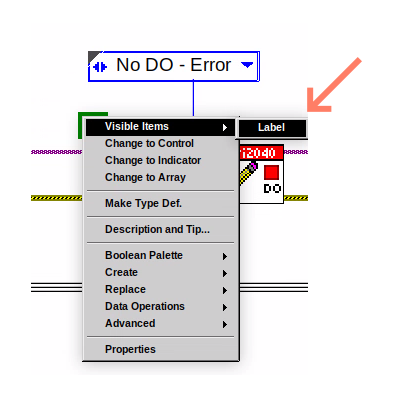 No DO - Error
Visible Items
Label
Change to Control
Change to Indicator
Change to Array
Make Type Def.
Description and Tip...
Boolean Palette
Create
Replace
Data Operations
Advanced
Properties
i2040
DO